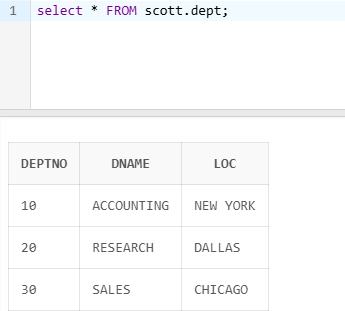 1 select * FROM scott.dept;
DEPTNO DNAME LOC
10 ACCOUNTING NEW YORK
20 RESEARCH DALLAS
30 SALES CHICAGO